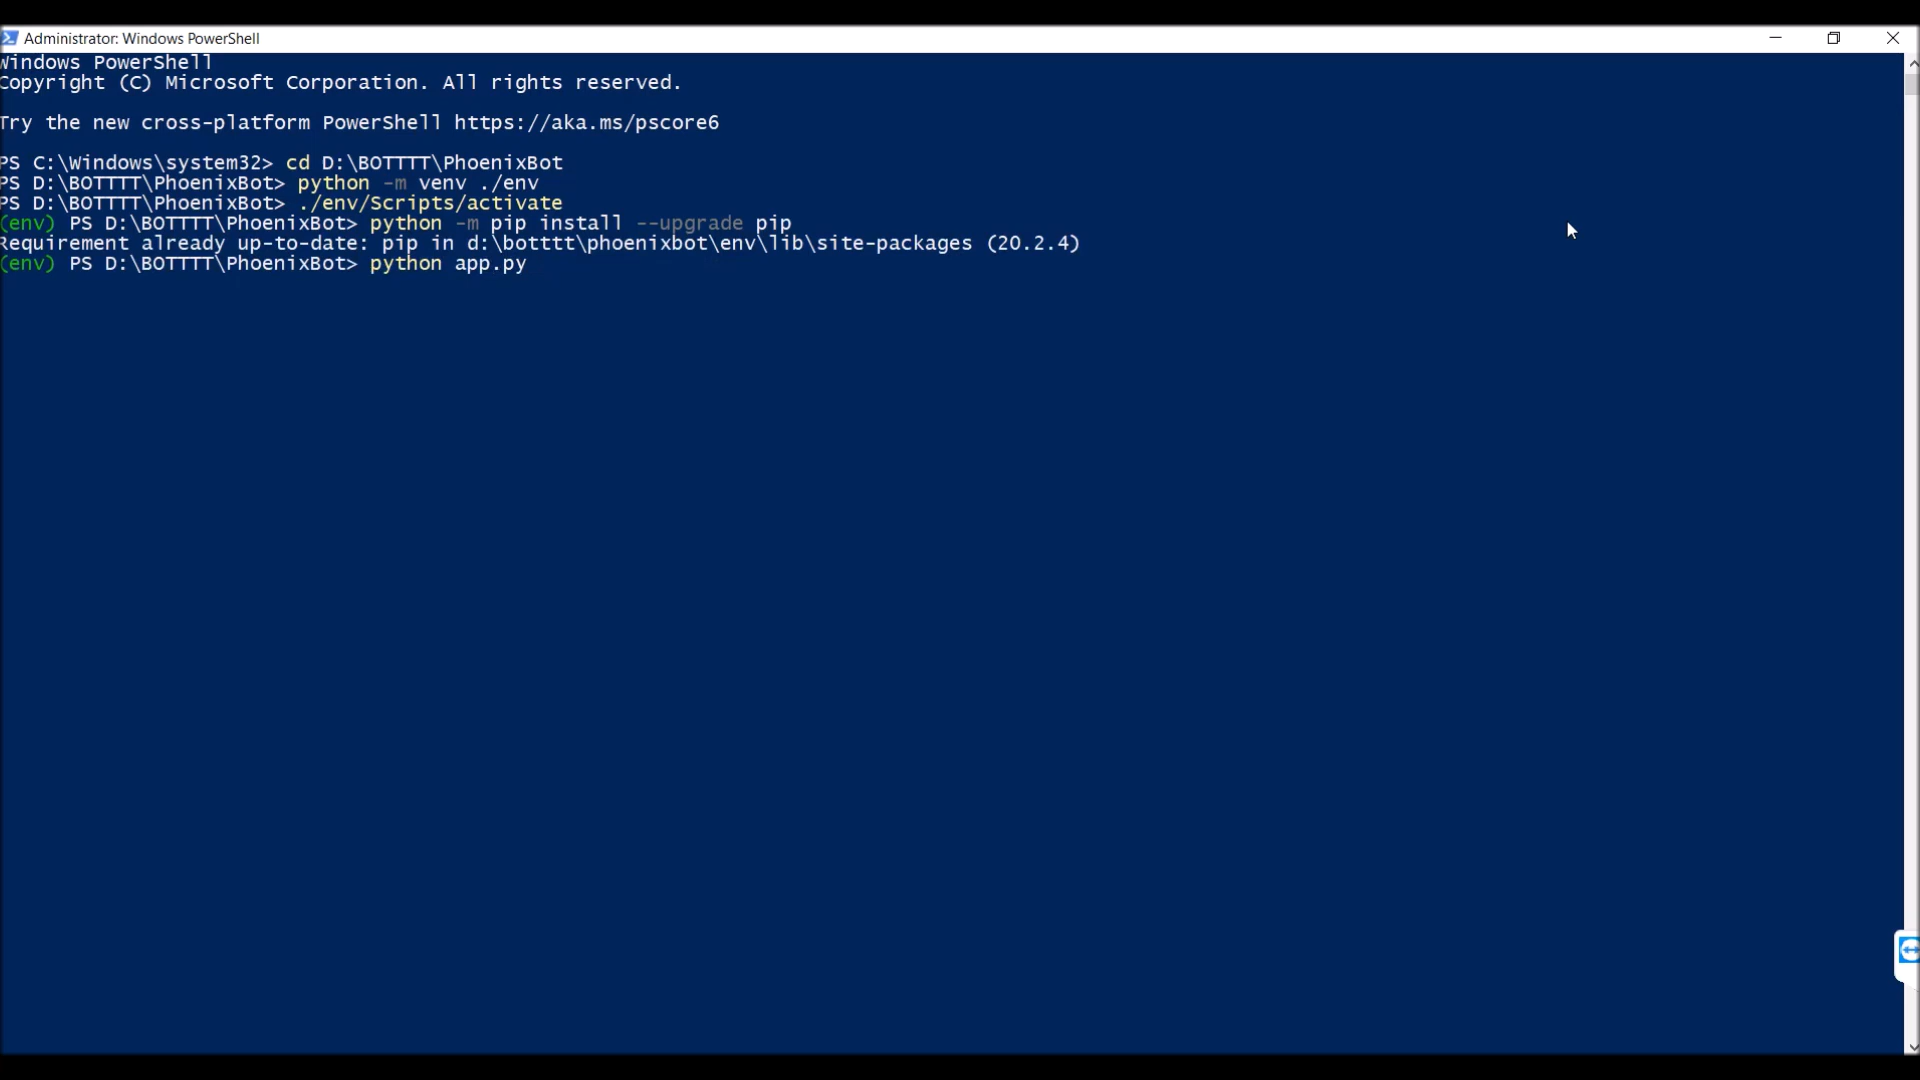 Administrator: Windows PowerShell
Windows PowerShell
Copyright (C) Microsoft Corporation. All rights reserved.
Try the new cross-platform PowerShell https://aka.ms/pscore6
PS C:\Windows\system32> cd D:\BOTTTT\PhoenixBot
PS D:\BOTTTT\PhoenixBot> python -m venv ./env
PS D:\BOTTTT\PhoenixBot> ./env/Scripts/activate
(env) PS D:\BOTTTT\PhoenixBot> python -m pip install --upgrade pip
Requirement already up-to-date: pip in d:\botttt\phoenixbot\env\lib\site-packages (20.2.4)
(env) PS D:\BOTTTT\PhoenixBot> python app.py